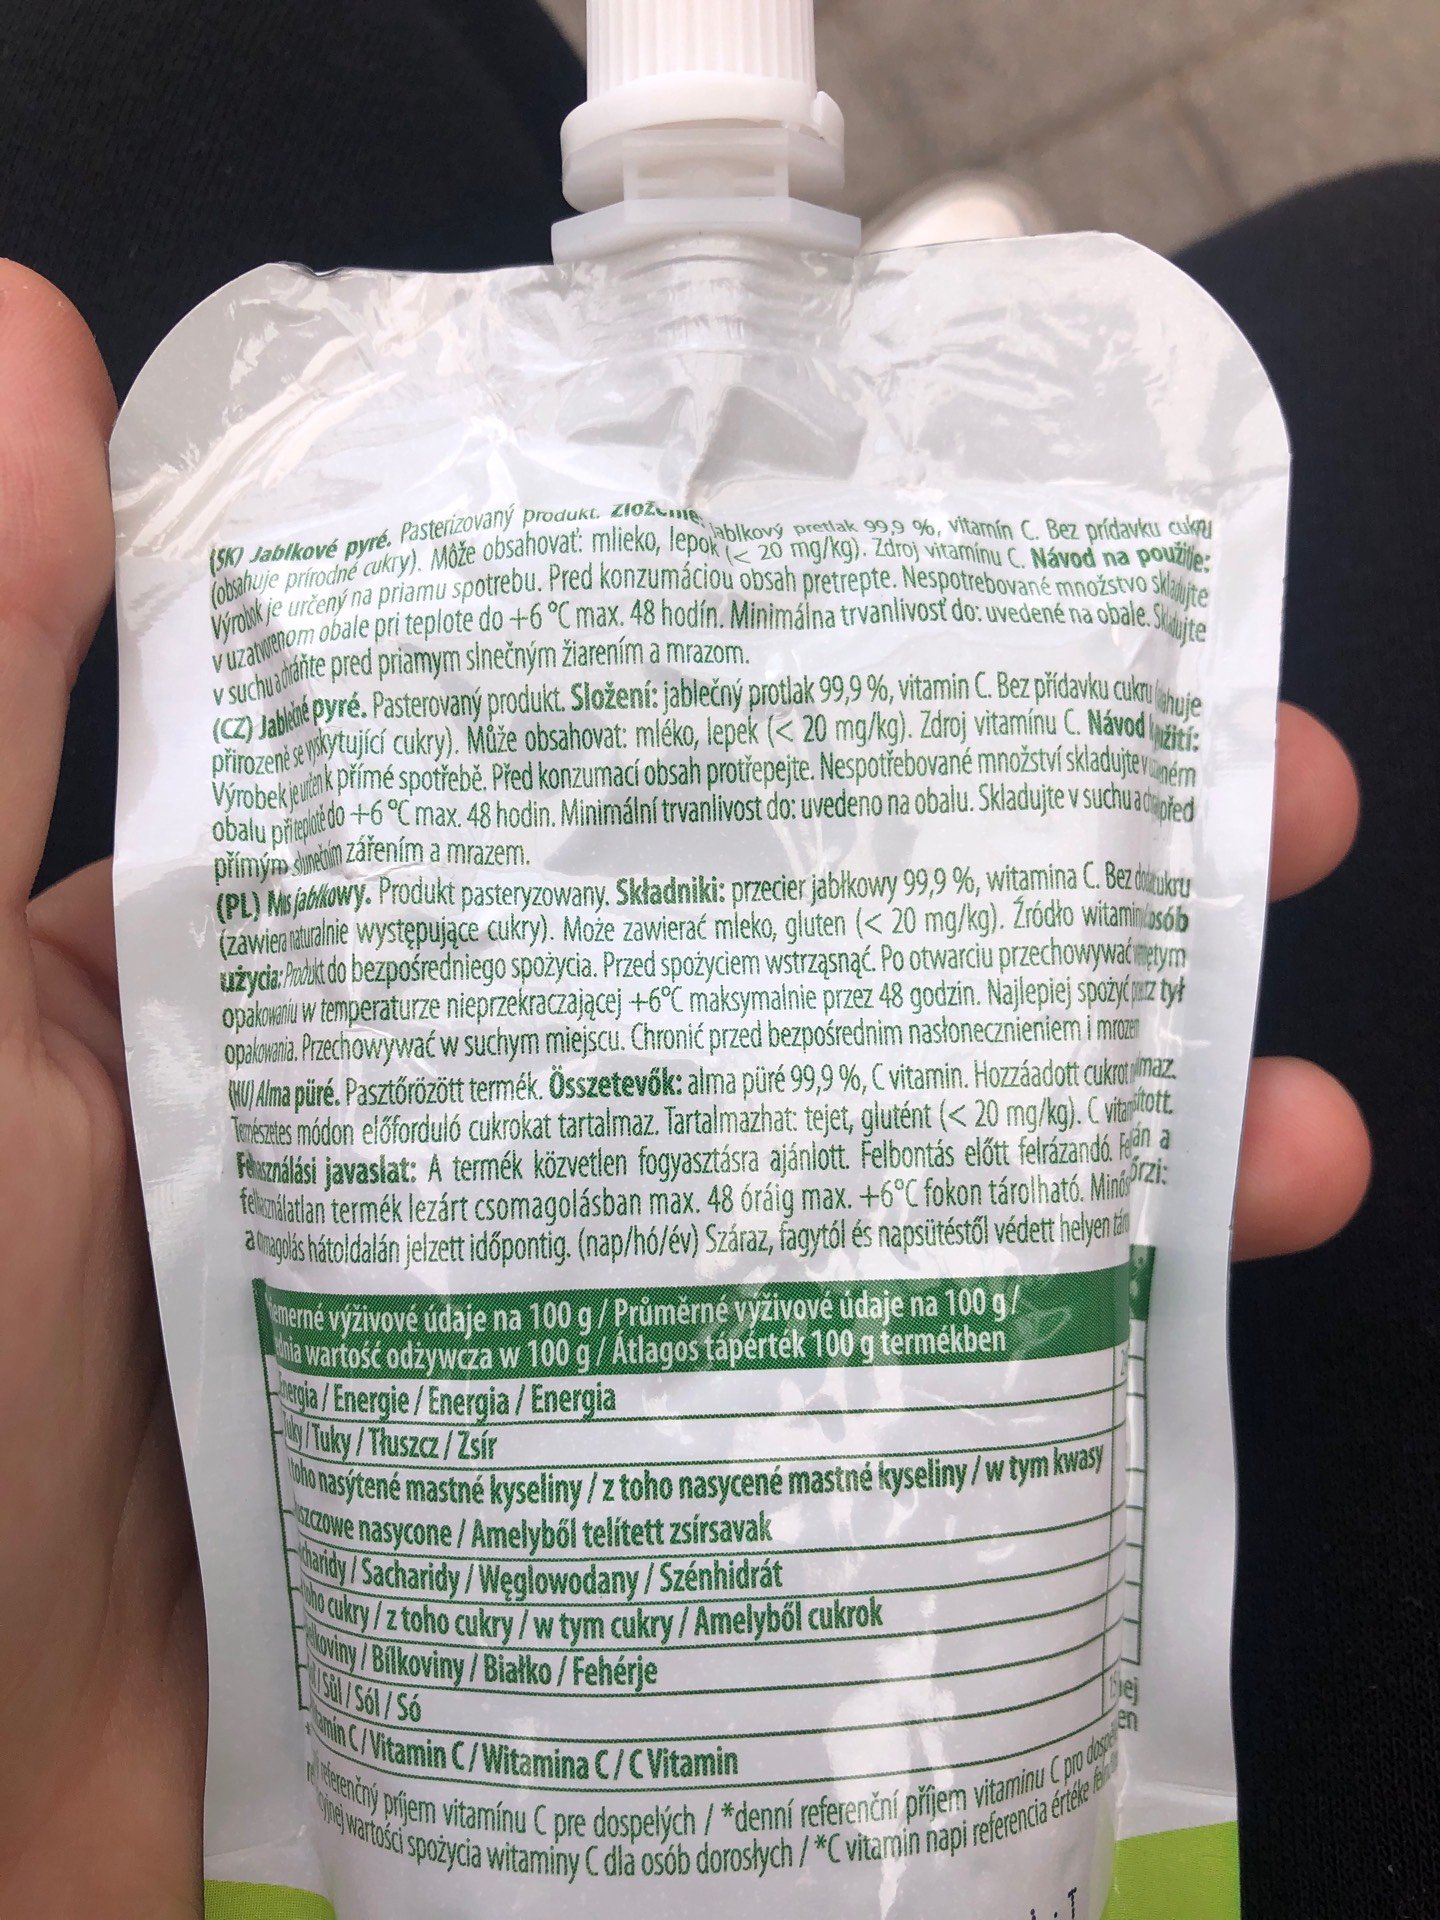 (SK) Jablkové pyré. Pasterizovaný produkt. Zloženie: jablkový pretlak 99,9 %, vitamín C. Bez prídavku cukru
(obsahuje prírodné cukry). Môže obsahovať: mlieko, lepok (< 20 mg/kg). Zdroj vitamínu C. Návod na použitie:
Výrobok je určený na priamu spotrebu. Pred konzumáciou obsah pretrepte. Nespotrebované množstvo skladujte
v uzatvorenom obale pri teplote do +6 °C max. 48 hodín. Minimálna trvanlivosť do: uvedené na obale. Skladujte
v suchu a chráňte pred priamym slnečným žiarením a mrazom.
(CZ) Jablečné pyré. Pasterovaný produkt. Složení: jablečný protlak 99,9 %, vitamin C. Bez přídavku cukru
přirozeně se vyskytující cukry). Může obsahovat: mléko, lepek (< 20 mg/kg). Zdroj vitamínu C. Návod
Výrobek je určen k přímé spotřebě. Před konzumací obsah protřepejte. Nespotřebované množství skladujte v
obalu při teplotě do +6 °C max. 48 hodin. Minimální trvanlivost do: uvedeno na obalu. Skladujte v suchu a před
přímým slunečním zářením a mrazem.
(PL) Mus jabłkowy. Produkt pasteryzowany. Składniki: przecier jabłkowy 99,9 %, witamina C. Bez
(zawiera naturalnie występujące cukry). Może zawierać mleko, gluten (< 20 mg/kg). Źródło
użycia: Produkt do bezpośredniego spożycia. Przed spożyciem wstrząsnąć. Po otwarciu przechowywać
opakowaniu w temperaturze nieprzekraczającej +6°C maksymalnie przez 48 godzin. Najlepiej spożyć tył
opakowania. Przechowywać w suchym miejscu. Chronić przed bezpośrednim nasłonecznieniem i
(HU) Alma püré. Pasztőrözött termék. Összetevők: alma püré 99,9 %, C vitamin. Hozzáadott cukrot
Természetes módon előforduló cukrokat tartalmaz. Tartalmazhat: tejet, glutént (< 20 mg/kg). C
Felhasználási javaslat: A termék közvetlen fogyasztásra ajánlott. Felbontás előtt felrázandó. a
felhasználatlan termék lezárt csomagolásban max. 48 óráig max. +6°C fokon tárolható.
a hátoldalán jelzett időpontig. (nap/hó/év) Száraz, fagytól és napsütéstől védett helyen
výživové údaje na 100 g / Průměrné výživové údaje na 100 g /
wartość odżywcza w 100 g / Átlagos tápérték 100 g termékben
Energia / Energie / Energia / Energia
Tuky / Tuky / Tłuszcz / Zsír
toho nasýtené mastné kyseliny / z toho nasycené mastné kyseliny / w tym kwasy
nasycone / Amelyből telített zsírsavak
/ Sacharidy / Węglowodany / Szénhidrát
cukry / z toho cukry / w tym cukry / Amelyből cukrok
/ Bílkoviny / Białko / Fehérje
/ Sůl / Sól / Só
C / Vitamin C / Witamina C / C Vitamin
referenčný príjem vitamínu C pre dospelých / *denní referenční příjem vitaminu C pro
wartości spożycia witaminy C dla osób dorosłych / *C vitamin napi referencia értéke